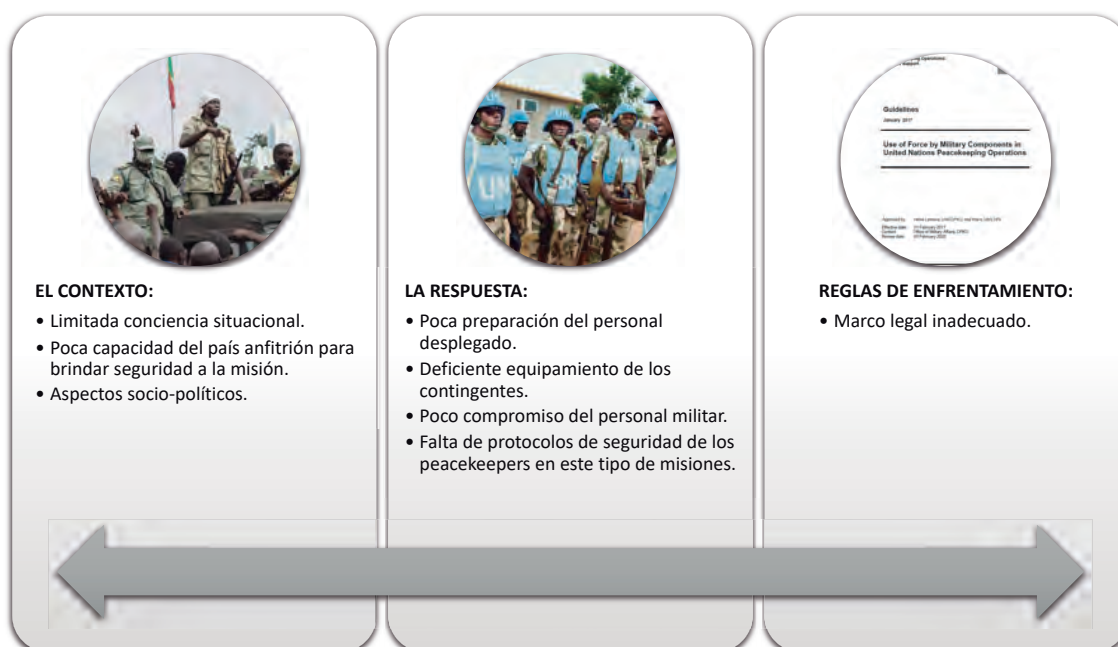 EL CONTEXTO:
• Limitada conciencia situacional.
• Poca capacidad del país anfitrión para
brindar seguridad a la misión.
• Aspectos socio-políticos.
UN
LA RESPUESTA:
• Poca preparación del personal
desplegado.
• Deficiente equipamiento de los
contingentes.
• Poco compromiso del personal militar.
• Falta de protocolos de seguridad de los
peacekeepers en este tipo de misiones.
Guidelines
January 2017
Use of Force by Military Components in
United Nations Peacekeeping Operations
REGLAS DE ENFRENTAMIENTO:
• Marco legal inadecuado.